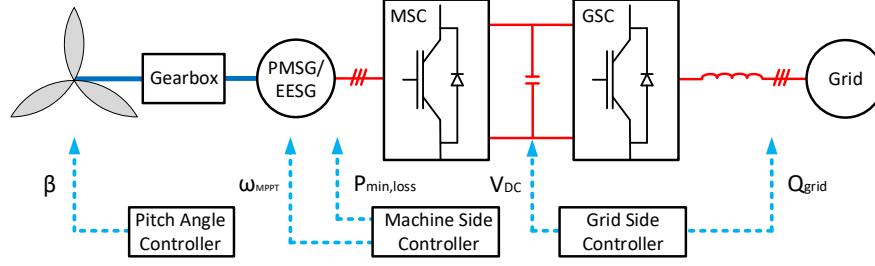 MSC
GSC
Gearbox
PMSG/
EESG
Grid
β
ωMPPT
Pmin,loss
VDC
Qgrid
Pitch Angle
Controller
Machine Side
Controller
Grid Side
Controller